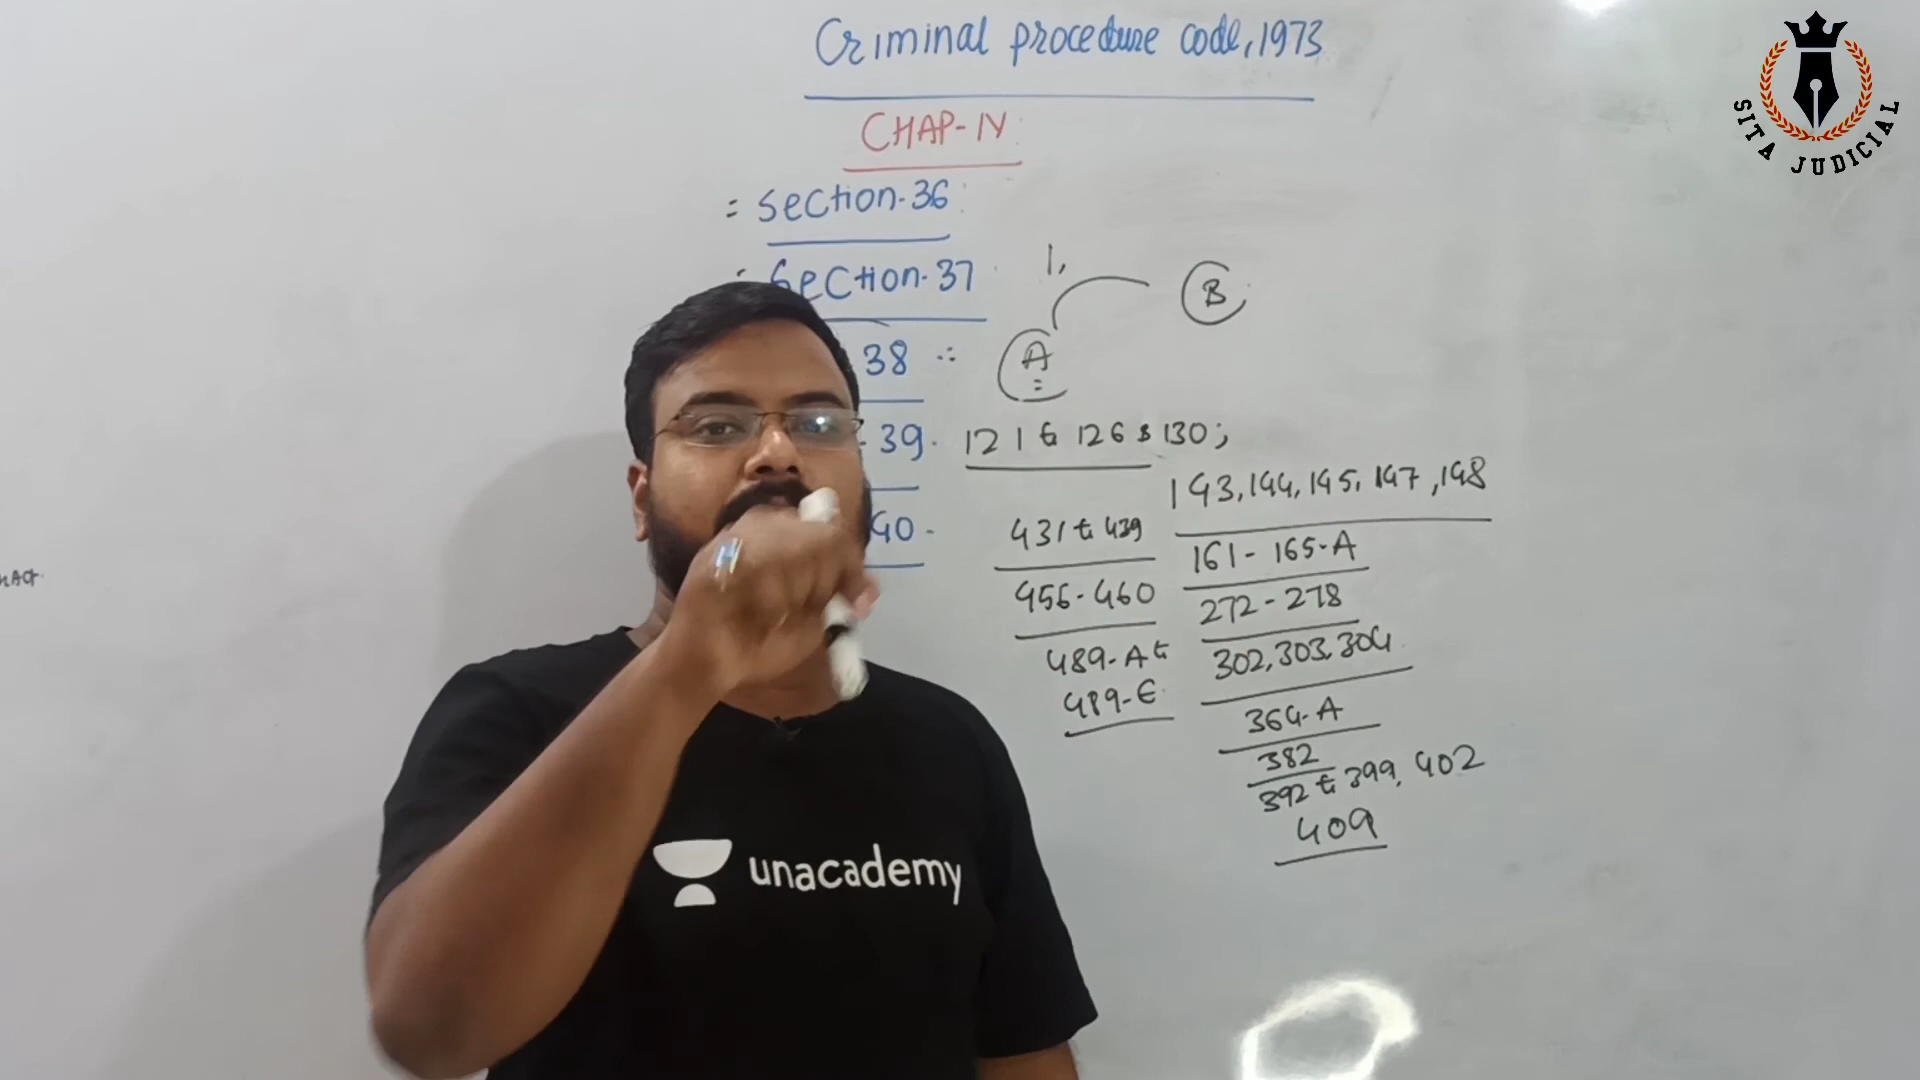 Criminal procedure code, 1973
CHAP-IV
= Section-36
Section-37
38
39. 121 to 126 & 130;
40-
1,
A
B
143, 144, 145, 147, 148
161 - 165-A
272 - 278
302, 303, 304
364-A
382
392 to 399, 402
409
431 to 439
456-460
489-A to
489-E
unacademy
SITA JUDICIAL